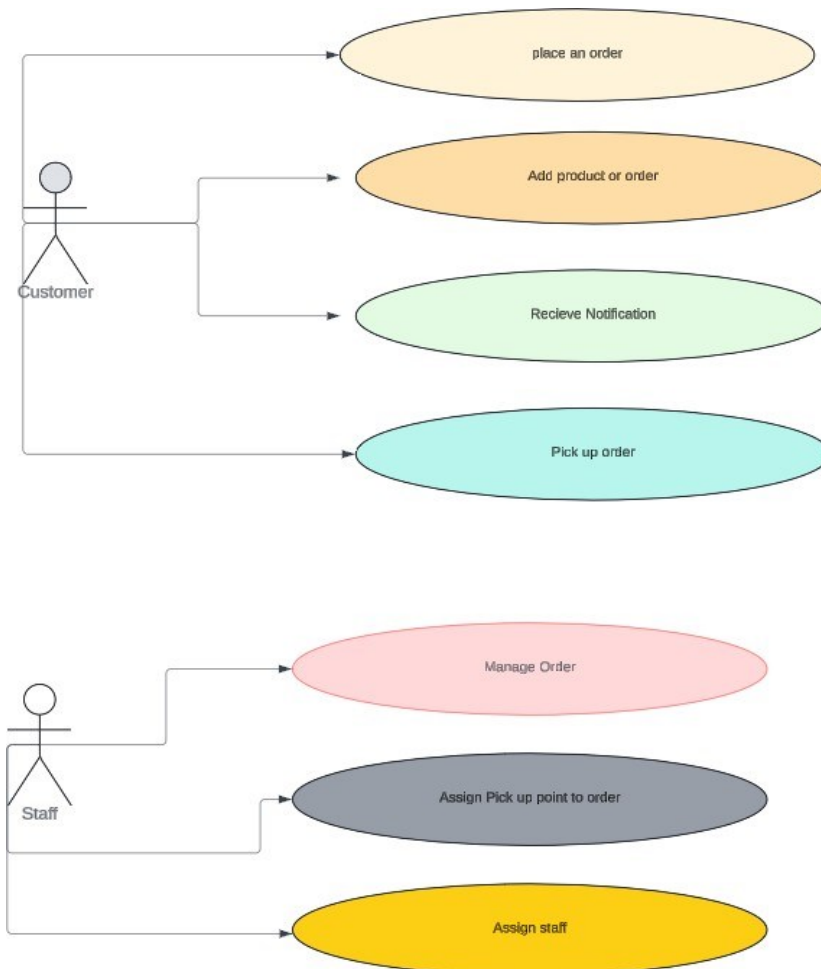 place an order
Add product or order
Customer
Recieve Notification
Pick up order
Manage Order
Staff
Assign Pick up point to order
Assign staff